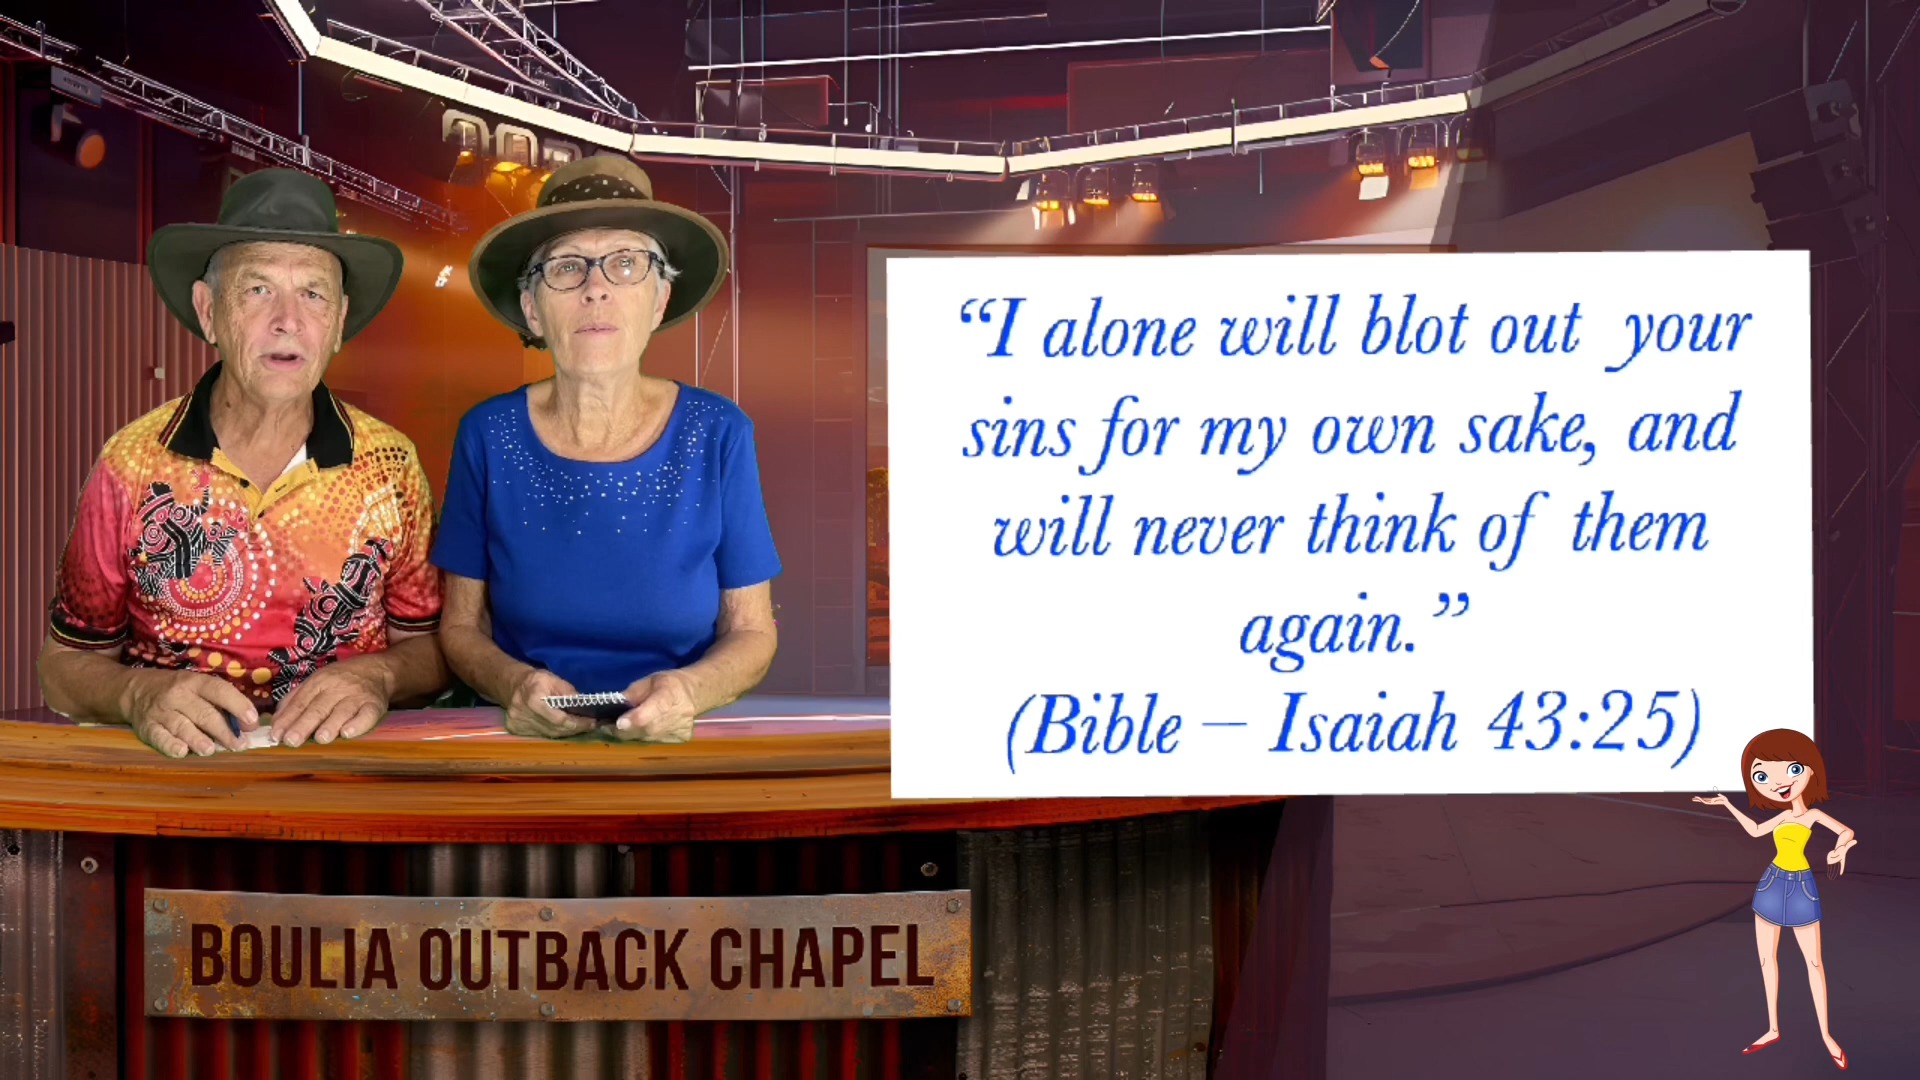 “I alone will blot out your
sins for my own sake, and
will never think of them
again.”
(Bible – Isaiah 43:25)
BOULIA OUTBACK CHAPEL